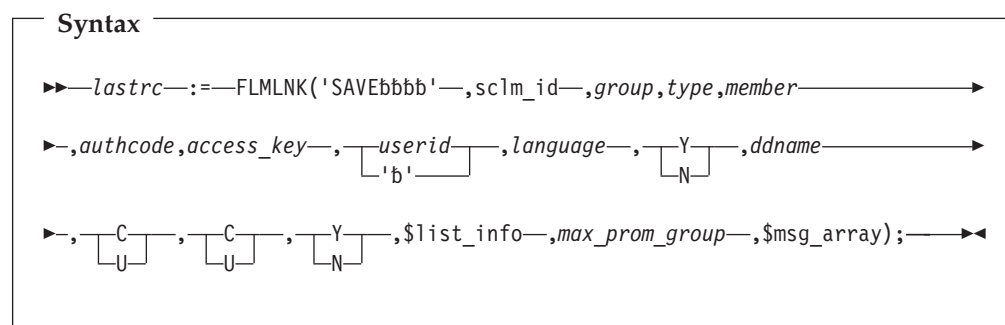 Syntax
lastrc := FLMLNK('SAVEƀƀƀƀ' ,sclm_id ,group,type,member
,authcode,access_key , userid ,language , Y ,ddname
'ƀ' N
, C , C , Y ,$list_info ,max_prom_group ,$msg_array);
U U N